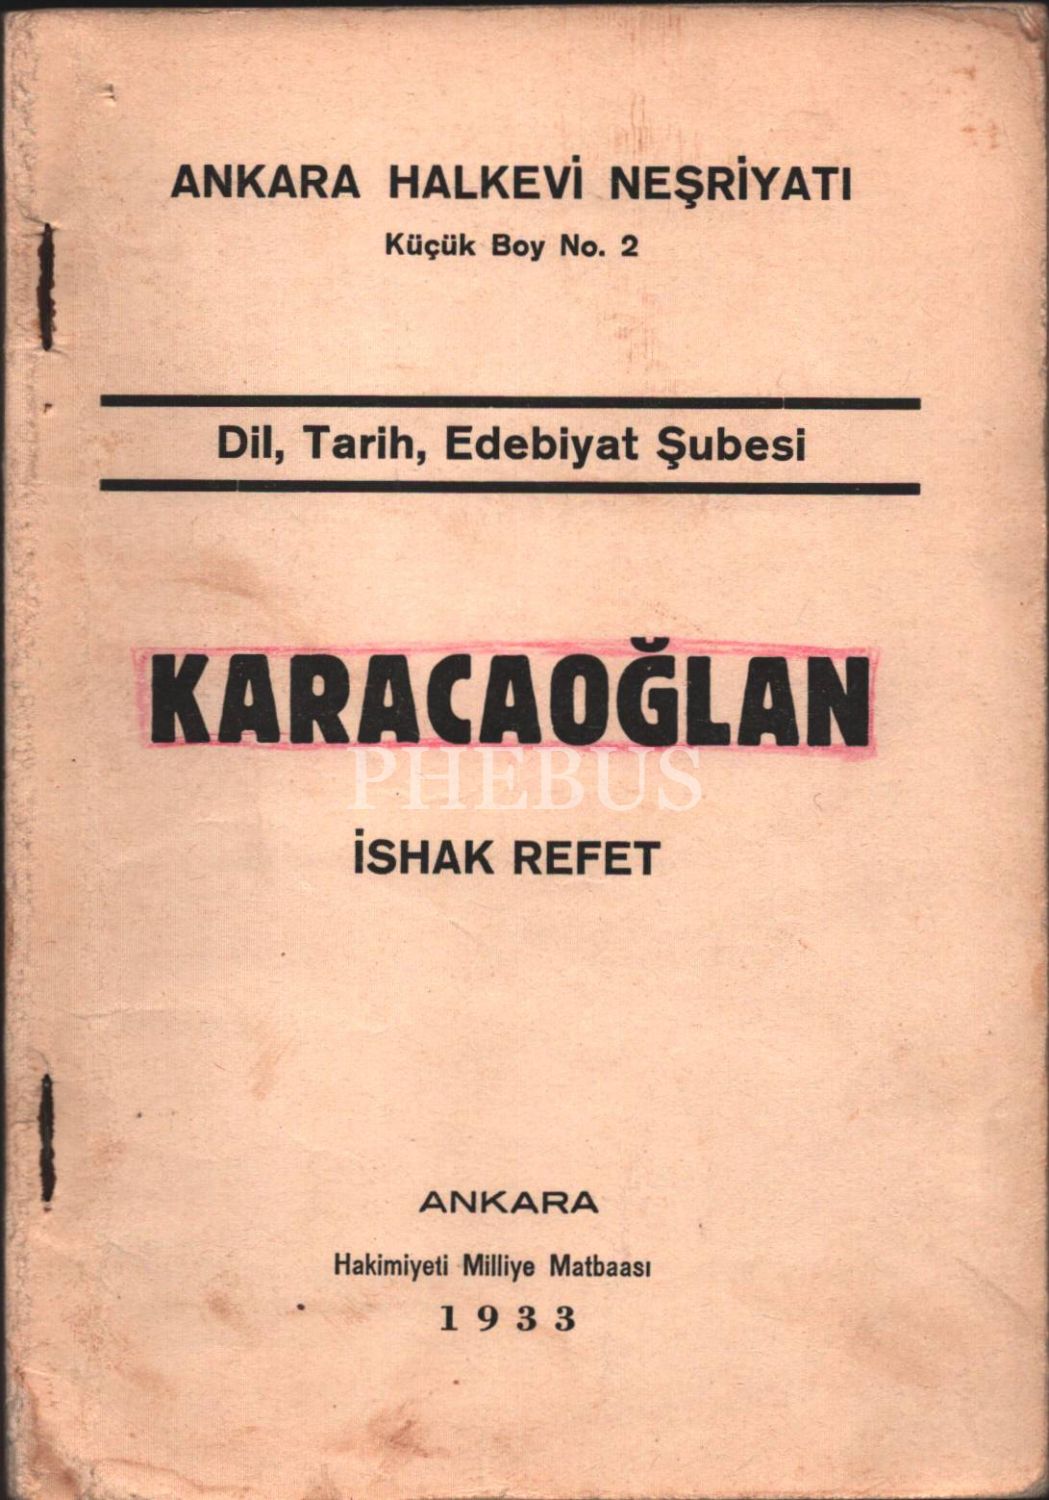 ANKARA HALKEVİ NEŞRİYATI
Küçük Boy No. 2
Dil, Tarih, Edebiyat Şubesi
KARACAOĞLAN
PHEBUS
İSHAK REFET
ANKARA
Hakimiyeti Milliye Matbaası
1933